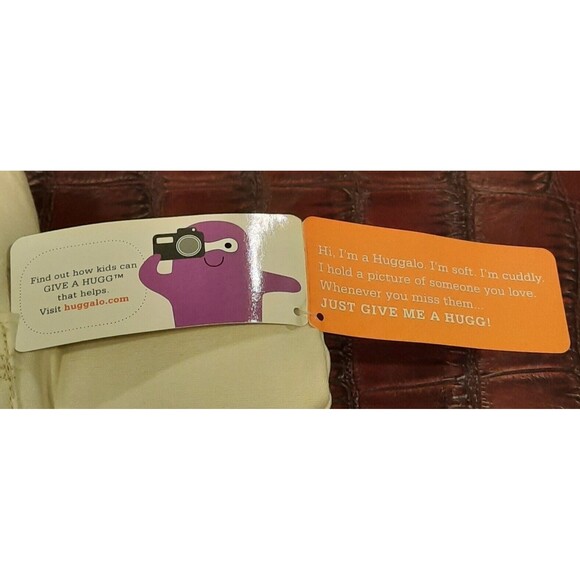 Find out how kids can
GIVE A HUGG™
that helps.
Visit huggalo.com
Hi, I'm a Huggalo. I'm soft. I'm cuddly.
I hold a picture of someone you love.
Whenever you miss them...
JUST GIVE ME A HUGG!